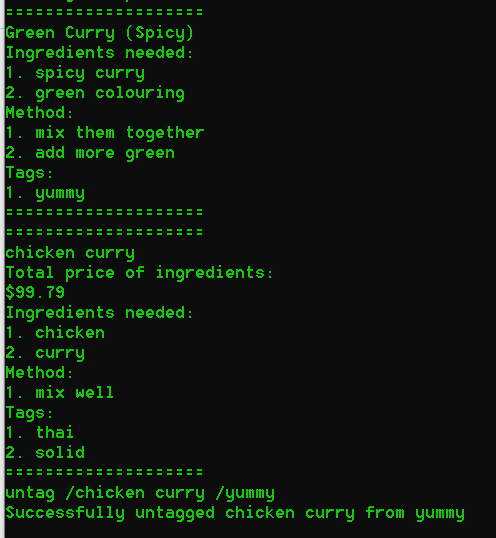 ====================
Green Curry (Spicy)
Ingredients needed:
1. spicy curry
2. green colouring
Method:
1. mix them together
2. add more green
Tags:
1. yummy
====================
====================
chicken curry
Total price of ingredients:
$99.79
Ingredients needed:
1. chicken
2. curry
Method:
1. mix well
Tags:
1. thai
2. solid
====================
untag /chicken curry /yummy
Successfully untagged chicken curry from yummy